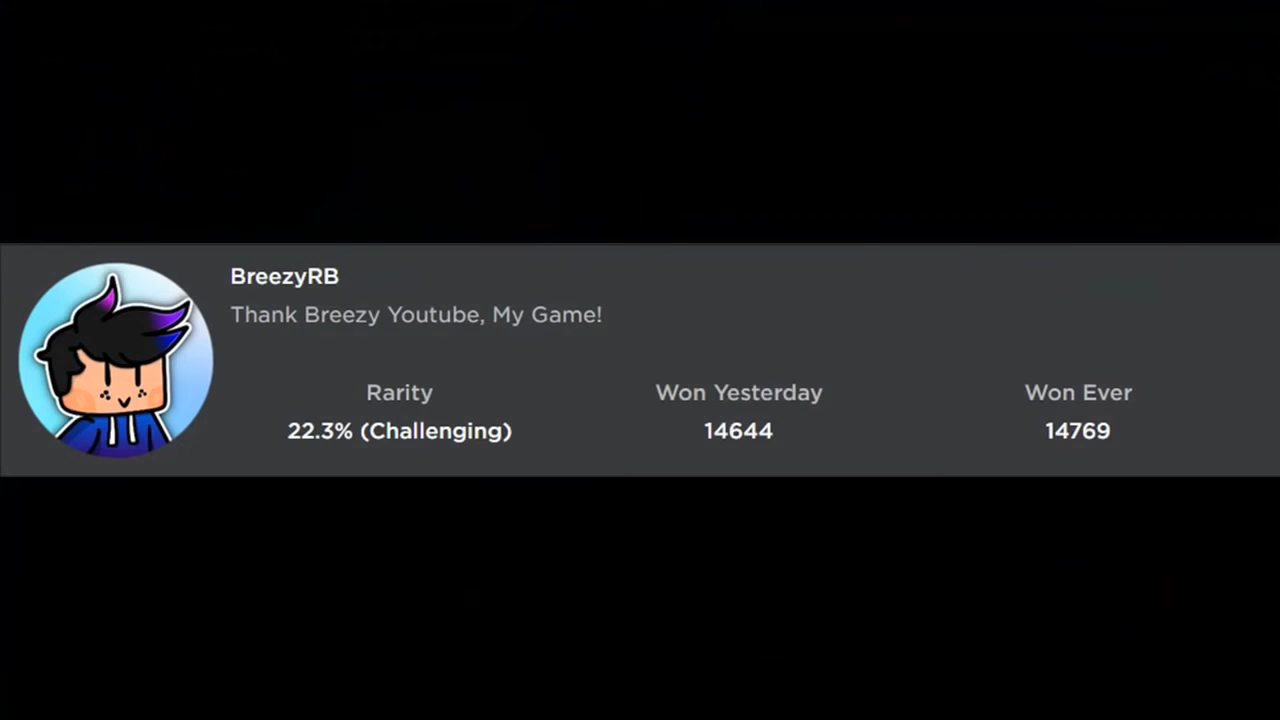 BreezyRB
Thank Breezy Youtube, My Game!
Rarity Won Yesterday Won Ever
22.3% (Challenging) 14644 14769